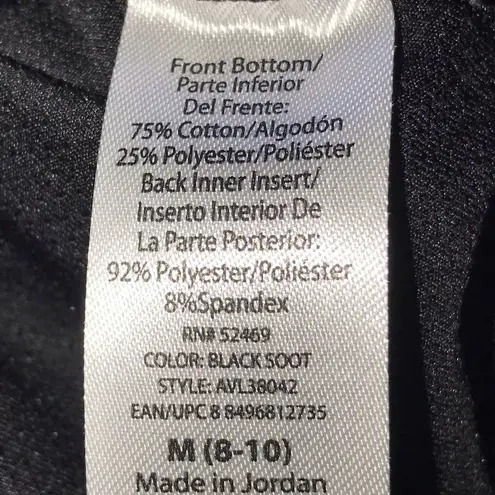 Front Bottom/
Parte Inferior
Del Frente:
75% Cotton/Algodón
25% Polyester/Poliéster
Back Inner Insert/
Inserto Interior De
La Parte Posterior:
92% Polyester/Poliéster
8%Spandex
RN# 52469
COLOR: BLACK SOOT
STYLE: AVL38042
EAN/UPC 8 8496812735
M (8-10)
Made in Jordan